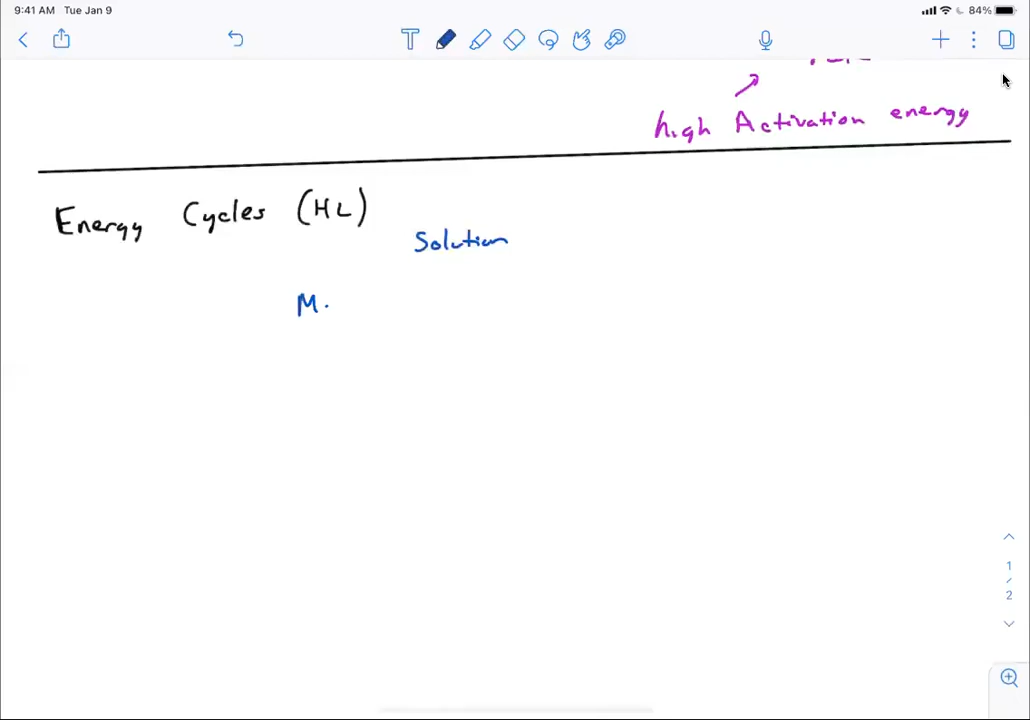 9:41 AM Tue Jan 9
84%
high Activation energy
Energy Cycles (HL)
Solution
M.
1
/
2